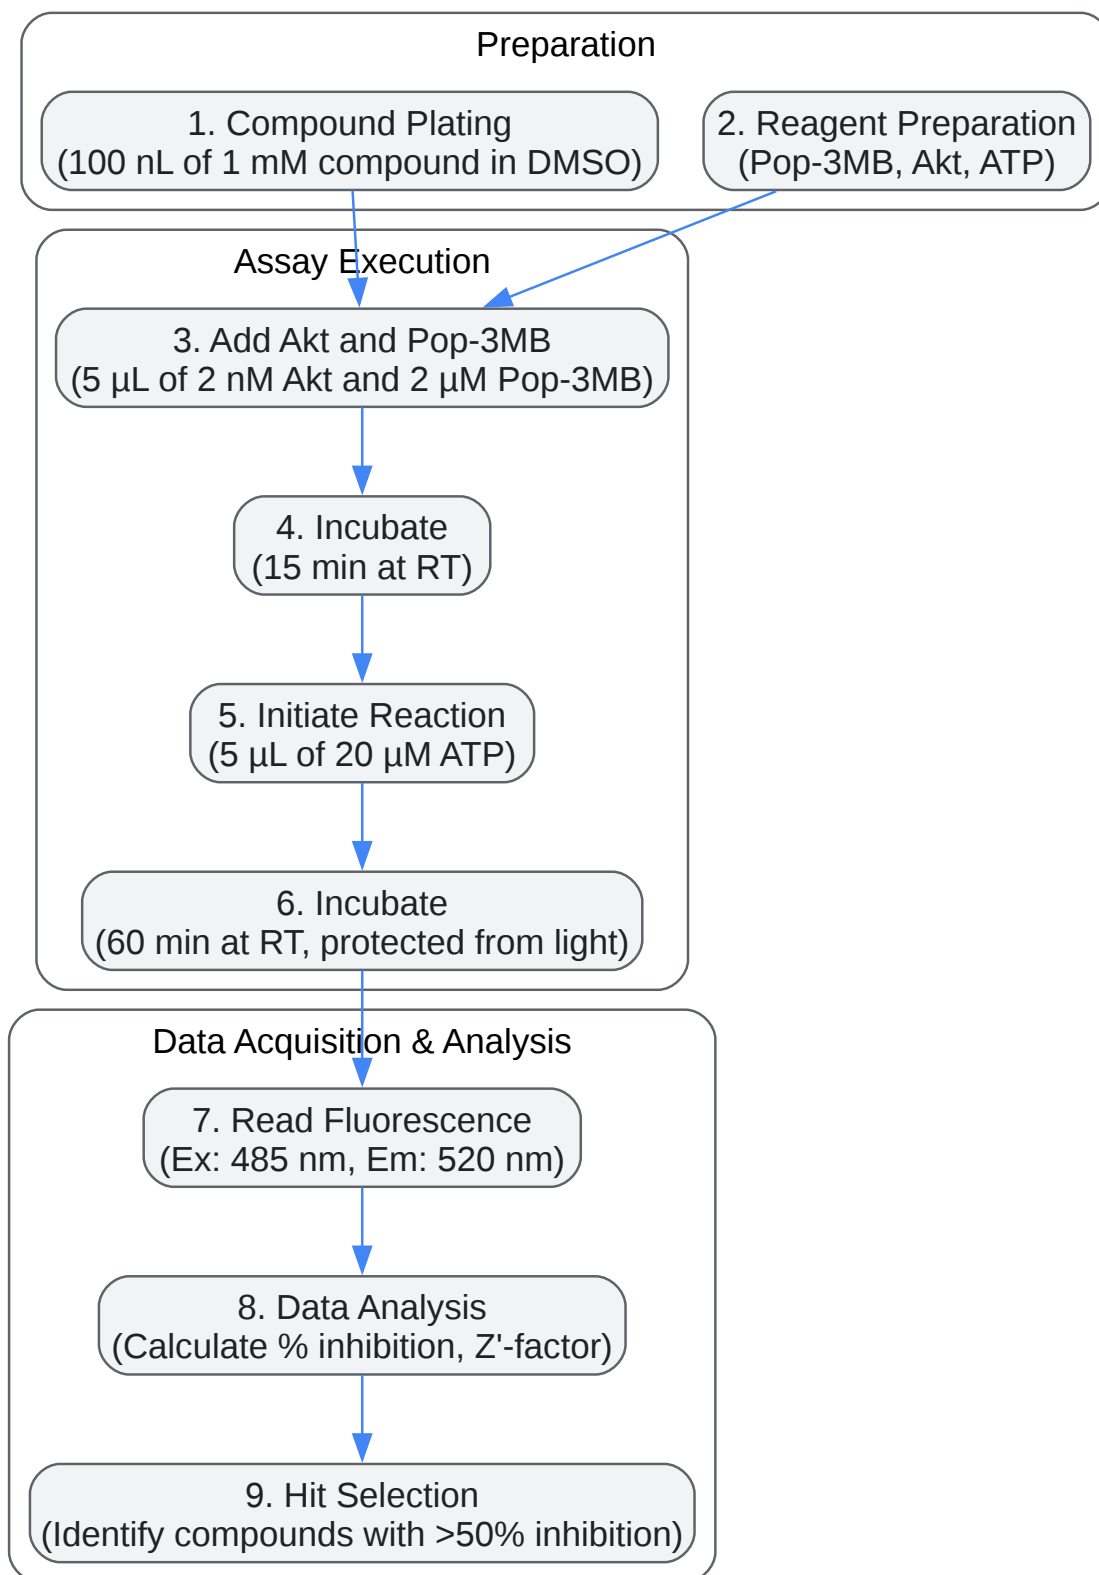 Preparation
1. Compound Plating
(100 nL of 1 mM compound in DMSO)
2. Reagent Preparation
(Pop-3MB, Akt, ATP)
Assay Execution
3. Add Akt and Pop-3MB
(5 µL of 2 nM Akt and 2 µM Pop-3MB)
4. Incubate
(15 min at RT)
5. Initiate Reaction
(5 µL of 20 µM ATP)
6. Incubate
(60 min at RT, protected from light)
Data Acquisition & Analysis
7. Read Fluorescence
(Ex: 485 nm, Em: 520 nm)
8. Data Analysis
(Calculate % inhibition, Z'-factor)
9. Hit Selection
(Identify compounds with >50% inhibition)